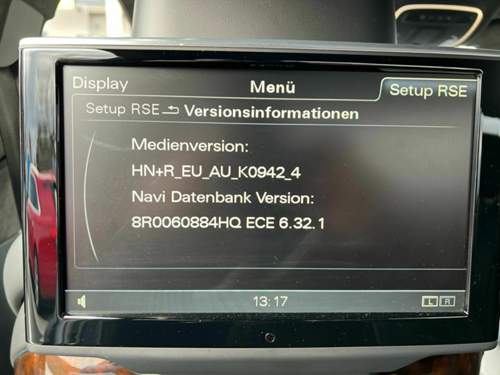 Display Menü Setup RSE
Setup RSE Versionsinformationen
Medienversion:
HN+R_EU_AU_K0942_4
Navi Datenbank Version:
8R0060884HQ ECE 6.32.1
13:17 L R